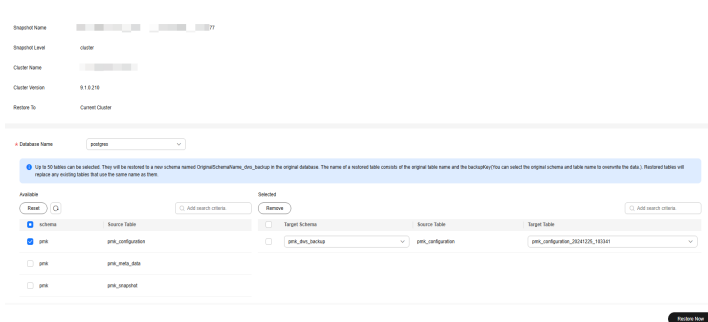 Snapshot Name 77
Snapshot Level cluster
Cluster Name
Cluster Version 9.1.0.210
Restore To Current Cluster
* Database Name postgres
Up to 50 tables can be selected. They will be restored to a new schema named OriginalSchemaName_dws_backup in the original database. The name of a restored table consists of the original table name and the backupKey(You can select the original schema and table name to overwrite the data.). Restored tables will
replace any existing tables that use the same name as them.
Available Selected
Reset Add search criteria. Remove Add search criteria.
schema Source Table Target Schema Source Table Target Table
pmk pmk_configuration pmk_dws_backup pmk_configuration pmk_configuration_20241225_103341
pmk pmk_meta_data
pmk pmk_snapshot
Restore Now